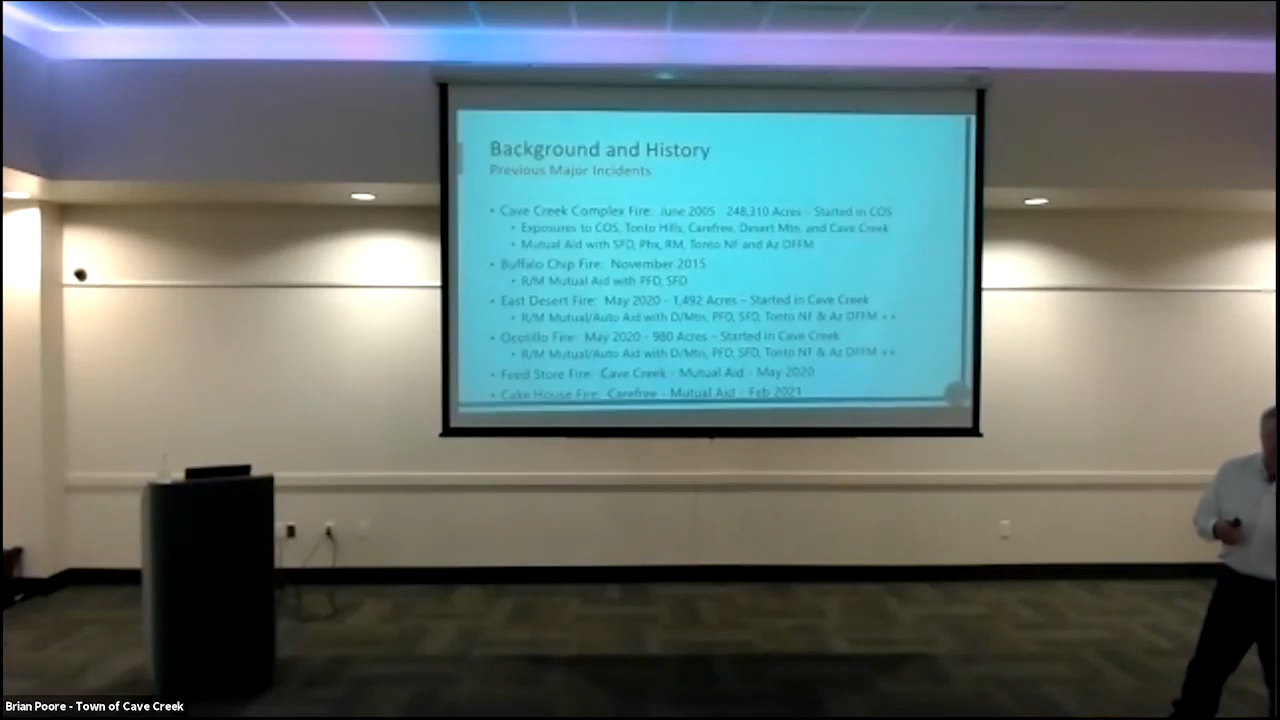 Background and History
Previous Major Incidents
• Cave Creek Complex Fire: June 2005 - 248,310 Acres - Started in COS
• Exposures to COS, Tonto Hills, Carefree, Desert Mtn. and Cave Creek
• Mutual Aid with SFD, Phx, RM, Tonto NF and Az DFFM
• Buffalo Chip Fire: November 2015
• R/M Mutual Aid with PFD, SFD
• East Desert Fire: May 2020 - 1,492 Acres – Started in Cave Creek
• R/M Mutual/Auto Aid with D/Mtn, PFD, SFD, Tonto NF & Az DFFM ++
• Ocotillo Fire: May 2020 - 980 Acres – Started in Cave Creek
• R/M Mutual/Auto Aid with D/Mtn, PFD, SFD, Tonto NF & Az DFFM ++
• Feed Store Fire: Cave Creek - Mutual Aid - May 2020
• Cake House Fire: Carefree - Mutual Aid - Feb 2021
Brian Poore - Town of Cave Creek